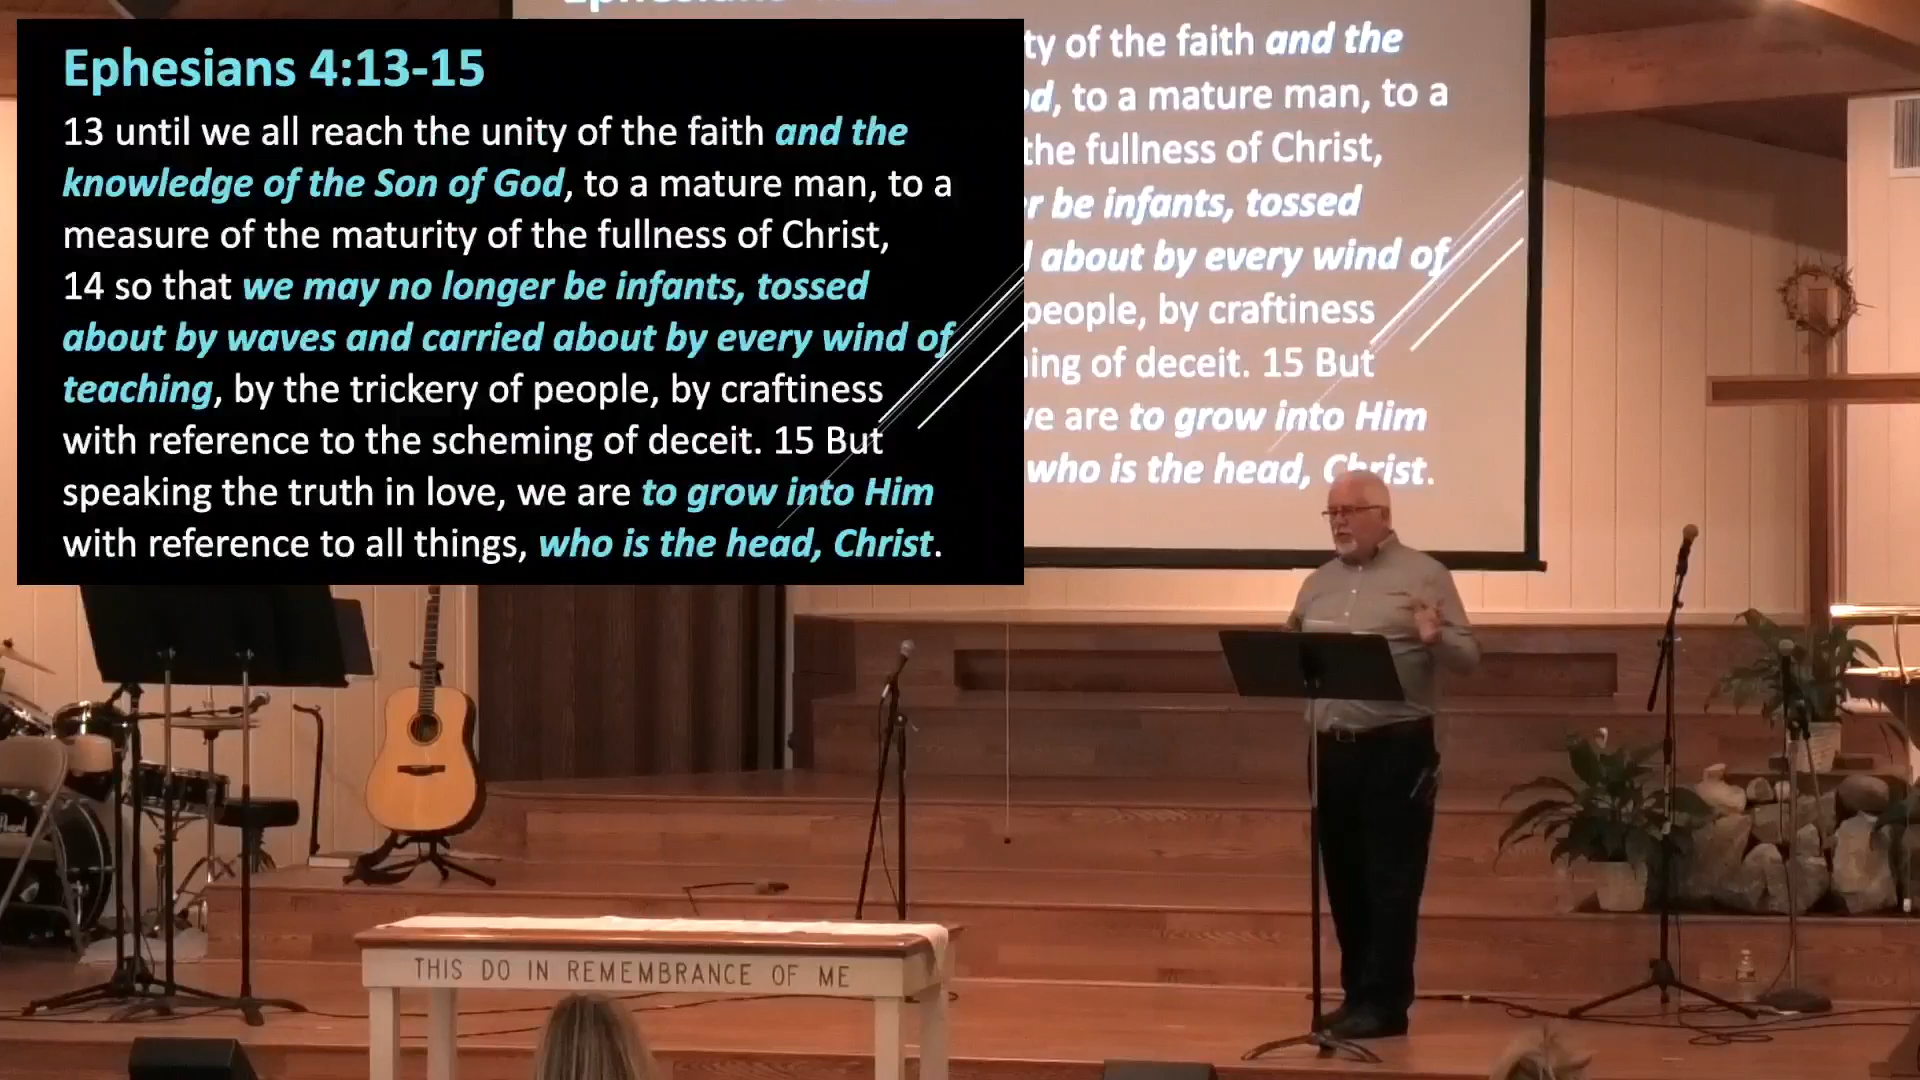 Ephesians 4:13-15
13 until we all reach the unity of the faith and the
knowledge of the Son of God, to a mature man, to a
measure of the maturity of the fullness of Christ,
14 so that we may no longer be infants, tossed
about by waves and carried about by every wind of
teaching, by the trickery of people, by craftiness
with reference to the scheming of deceit. 15 But
speaking the truth in love, we are to grow into Him
with reference to all things, who is the head, Christ.
of the faith and the
to a mature man, to a
the fullness of Christ,
be infants, tossed
about by every wind of
people, by craftiness
of deceit. 15 But
are to grow into Him
who is the head, Christ.
THIS DO IN REMEMBRANCE OF ME